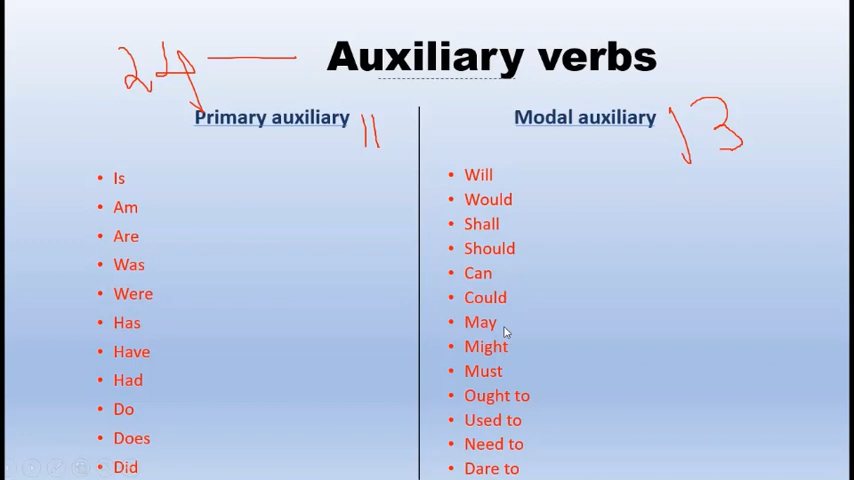 24 — Auxiliary verbs
Primary auxiliary 11
Is
Am
Are
Was
Were
Has
Have
Had
Do
Does
Did
Modal auxiliary 13
Will
Would
Shall
Should
Can
Could
May
Might
Must
Ought to
Used to
Need to
Dare to